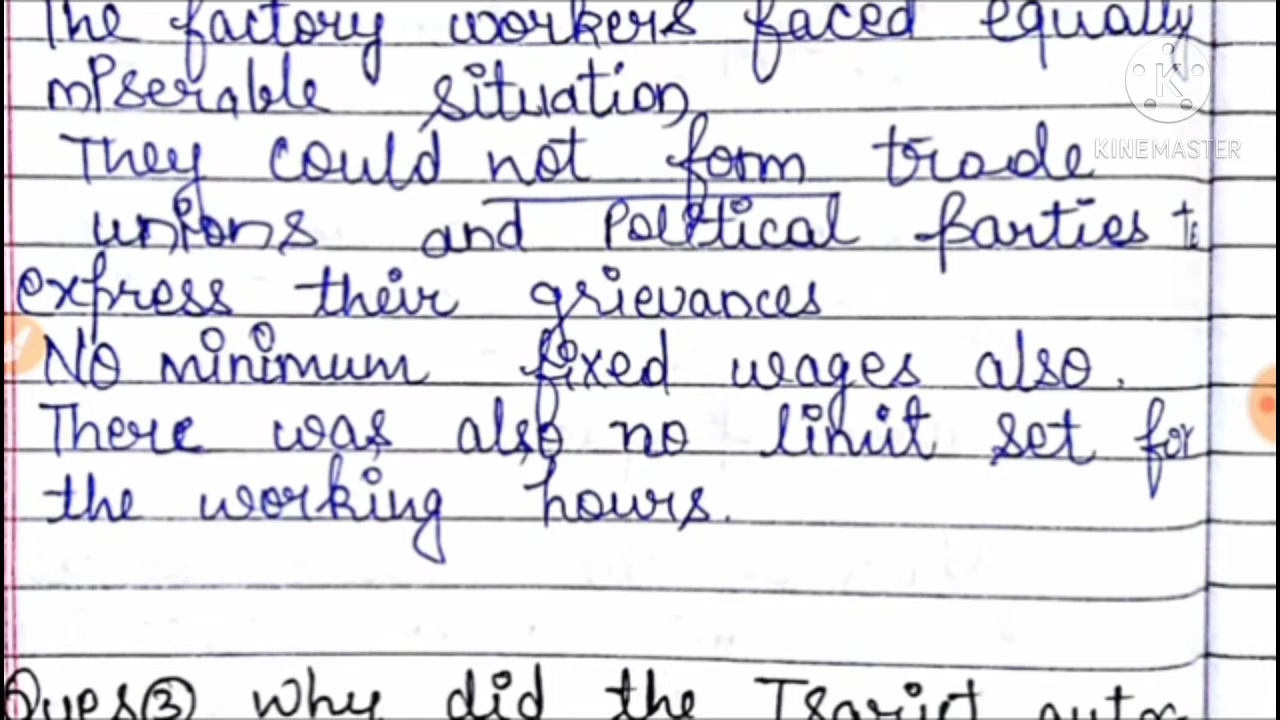 The factory workers faced equally
miserable situation
They could not form trade
unions and Political parties to
express their grievances
No minimum fixed wages also.
There was also no limit set for
the working hours.
Ques ② Why did the Tsarist
KINEMASTER